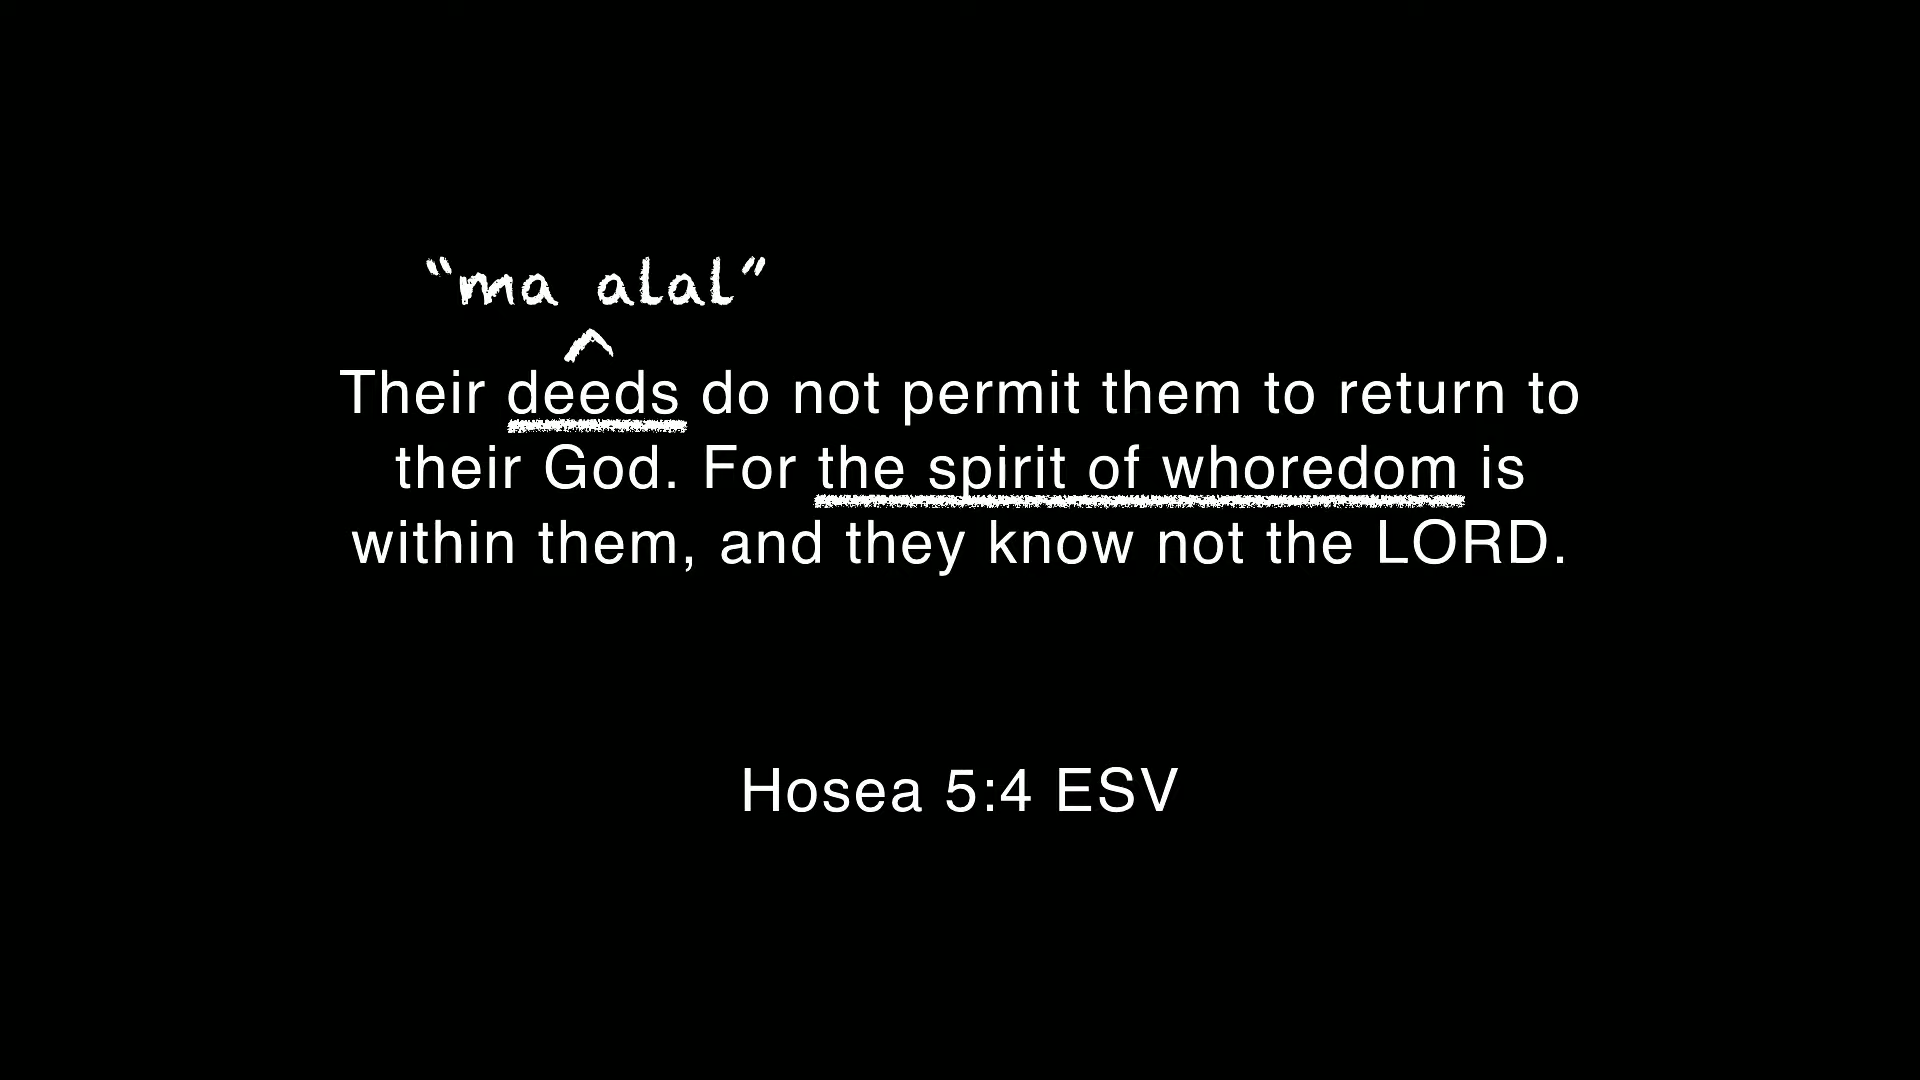 “ma alal”
^
Their deeds do not permit them to return to
their God. For the spirit of whoredom is
within them, and they know not the LORD.
Hosea 5:4 ESV